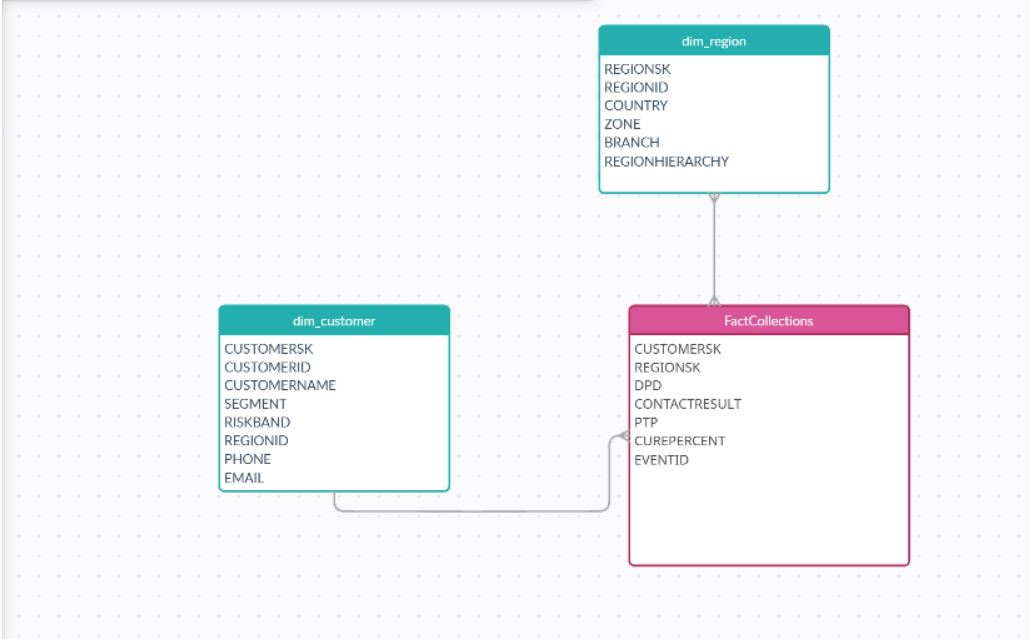 dim_region
REGIONSK
REGIONID
COUNTRY
ZONE
BRANCH
REGIONHIERARCHY
dim_customer
CUSTOMERSK
CUSTOMERID
CUSTOMERNAME
SEGMENT
RISKBAND
REGIONID
PHONE
EMAIL
FactCollections
CUSTOMERSK
REGIONSK
DPD
CONTACTRESULT
PTP
CUREPERCENT
EVENTID